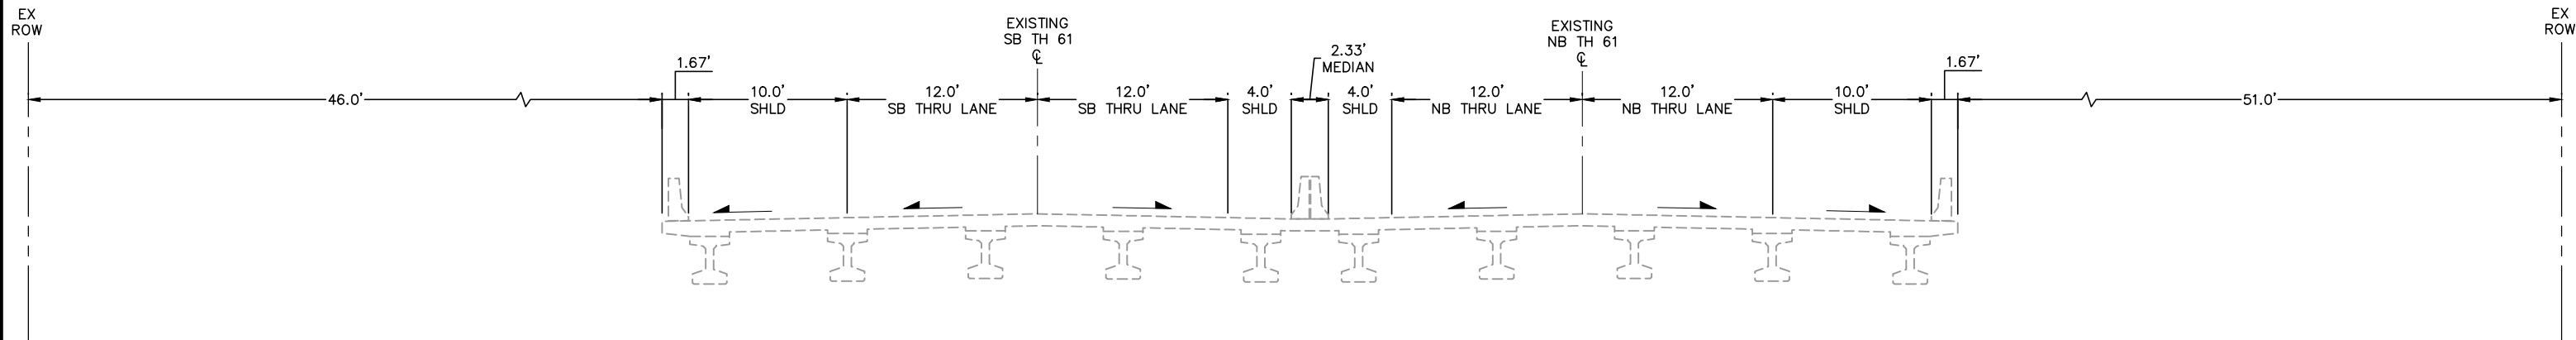 EX
ROW
EXISTING
SB TH 61
℄
EXISTING
NB TH 61
℄
EX
ROW
1.67'
2.33'
MEDIAN
1.67'
46.0'
10.0'
SHLD
12.0'
SB THRU LANE
12.0'
SB THRU LANE
4.0'
SHLD
4.0'
SHLD
12.0'
NB THRU LANE
12.0'
NB THRU LANE
10.0'
SHLD
51.0'